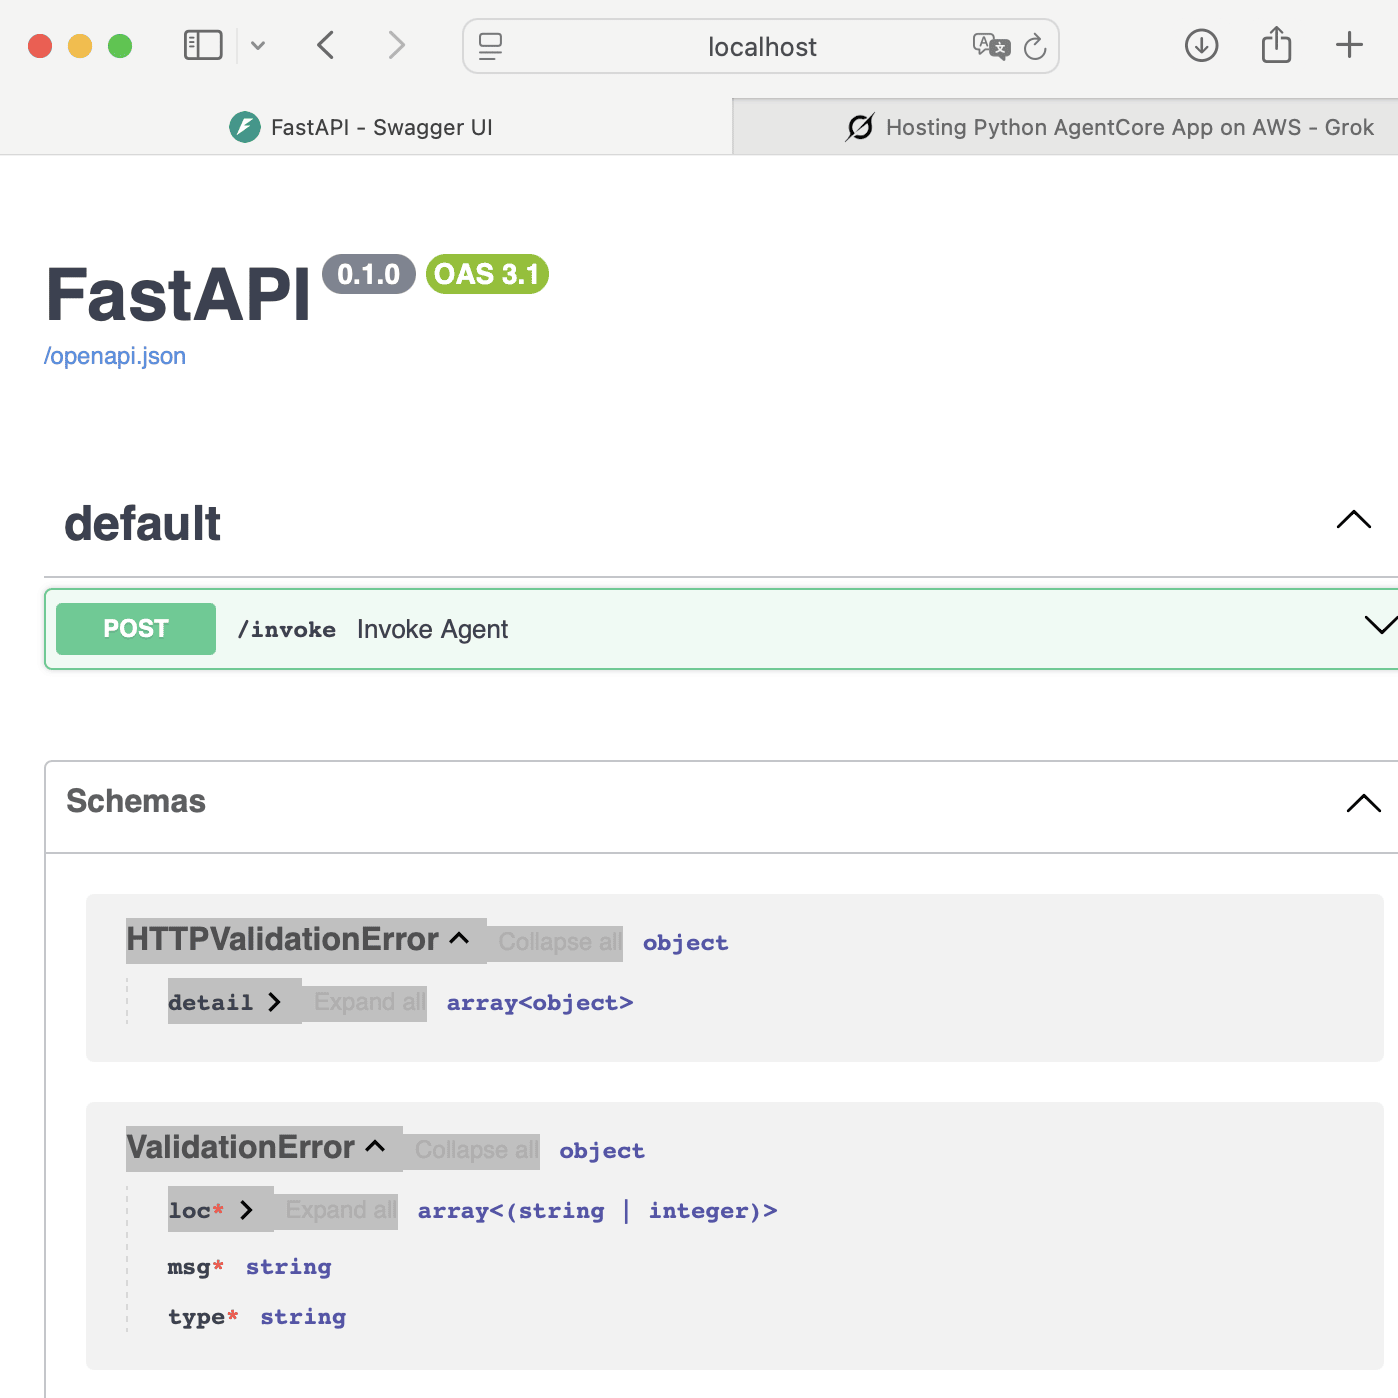 localhost
FastAPI - Swagger UI
Hosting Python AgentCore App on AWS - Grok
FastAPI 0.1.0 OAS 3.1
/openapi.json
default
POST /invoke Invoke Agent
Schemas
HTTPValidationError Collapse all object
detail Expand all array<object>
ValidationError Collapse all object
loc* Expand all array<(string | integer)>
msg* string
type* string